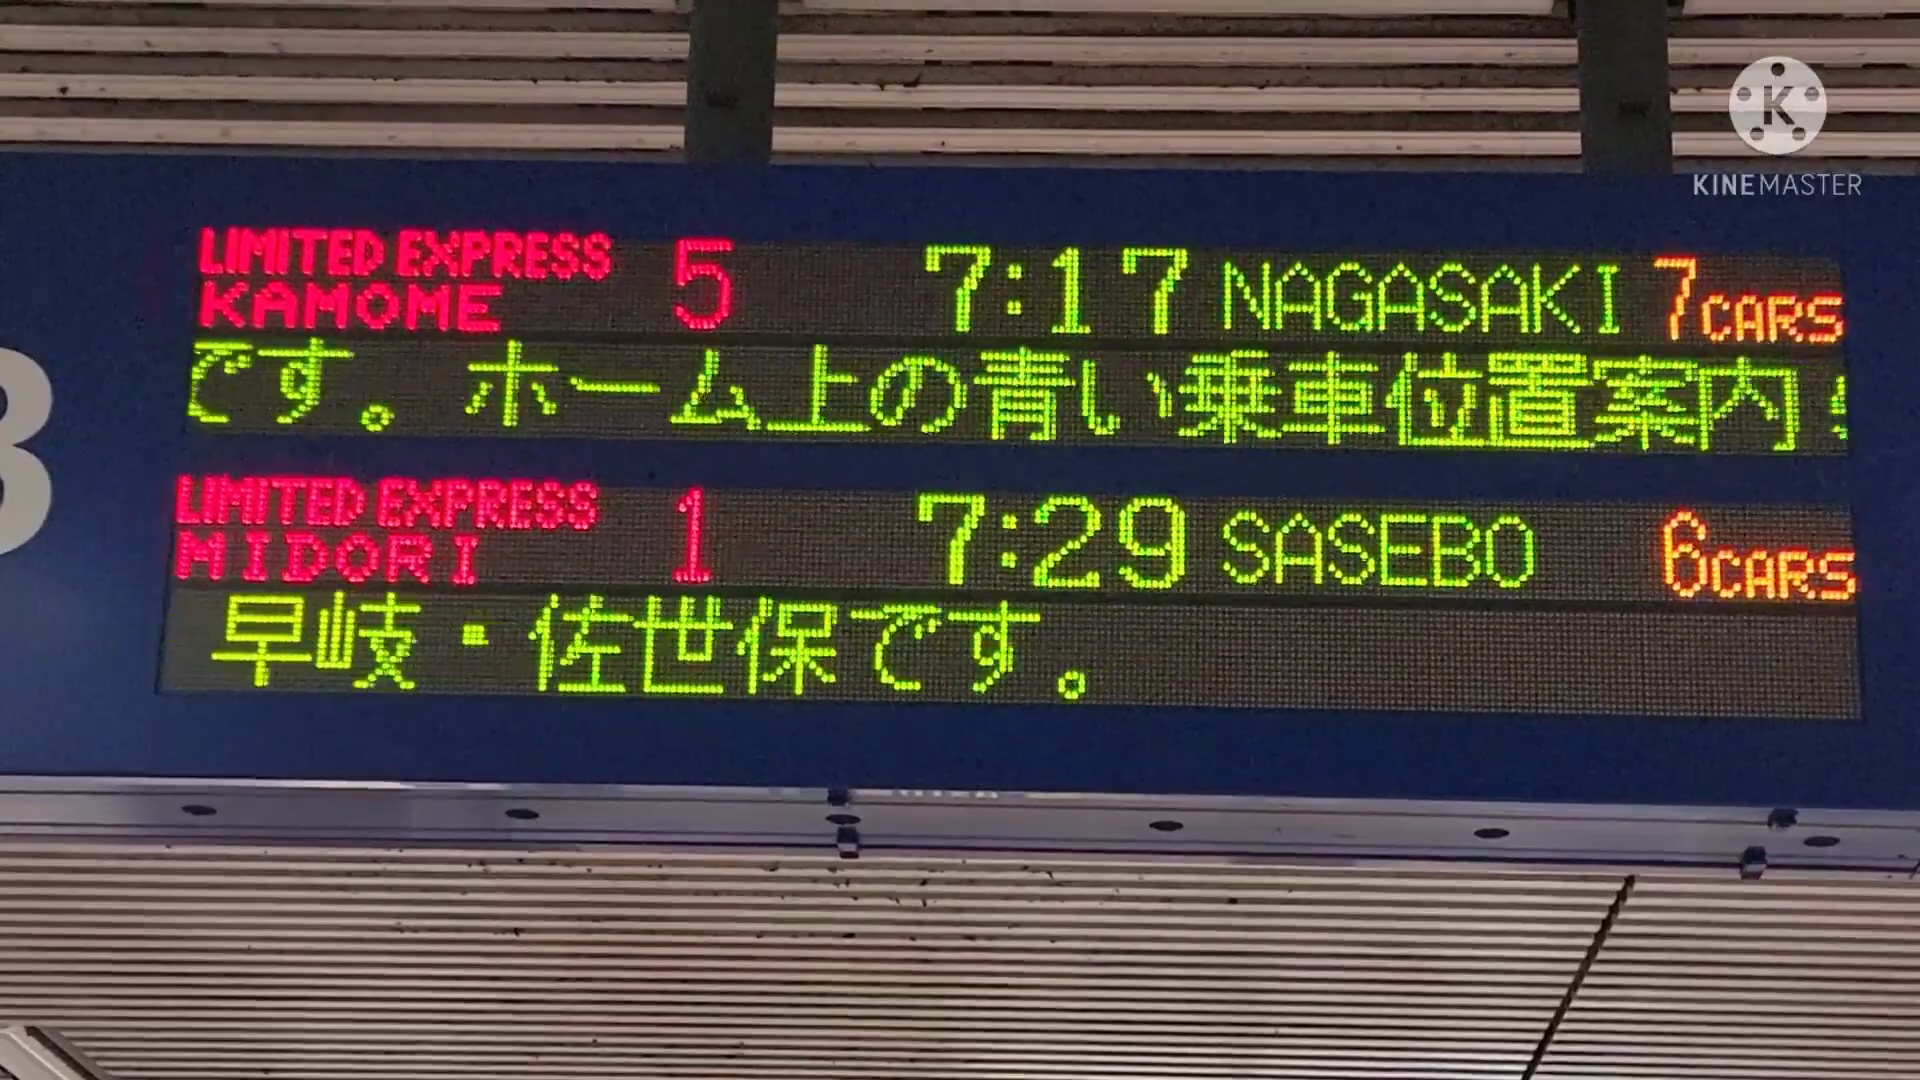 LIMITED EXPRESS KAMOME 5 7:17 NAGASAKI 7CARS
です。ホーム上の青い乗車位置案内
LIMITED EXPRESS MIDORI 1 7:29 SASEBO 6CARS
早岐・佐世保です。
K
KINEMASTER